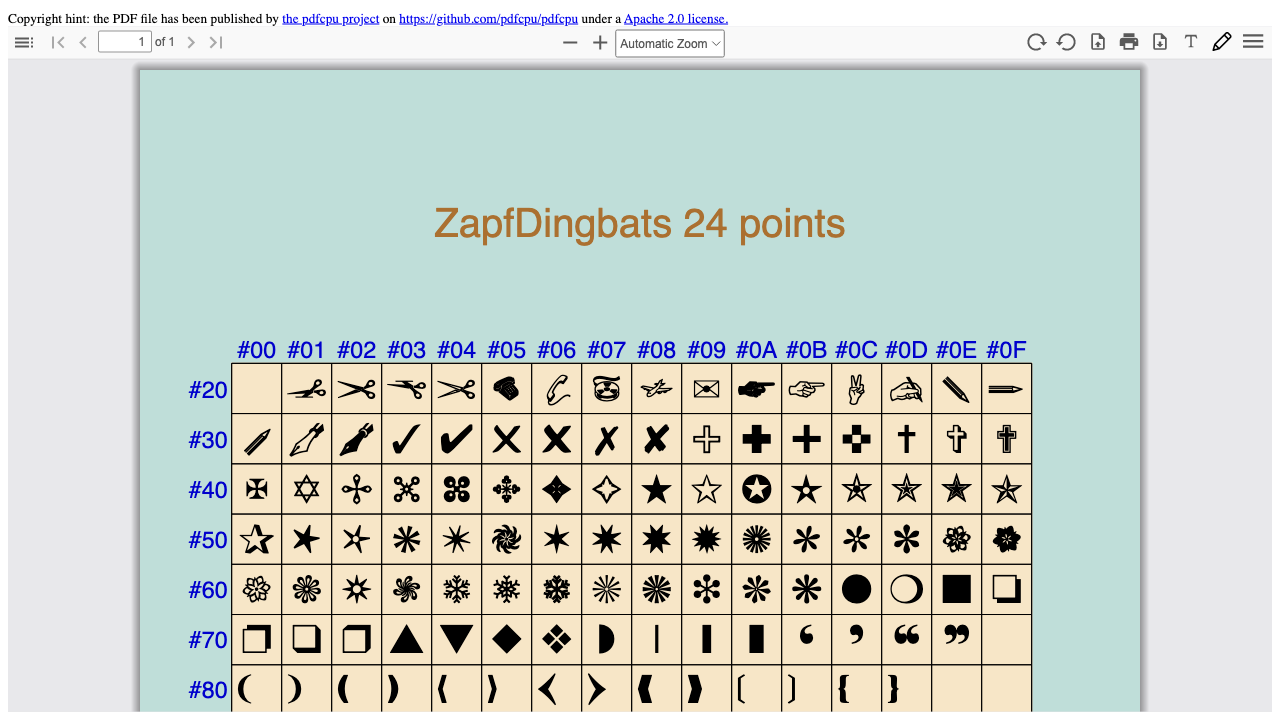 Copyright hint: the PDF file has been published by the pdfcpu project on https://github.com/pdfcpu/pdfcpu under a Apache 2.0 license.
1 of 1 Automatic Zoom
ZapfDingbats 24 points
#00 #01 #02 #03 #04 #05 #06 #07 #08 #09 #0A #0B #0C #0D #0E #0F
#20
#30
#40
#50
#60
#70
#80